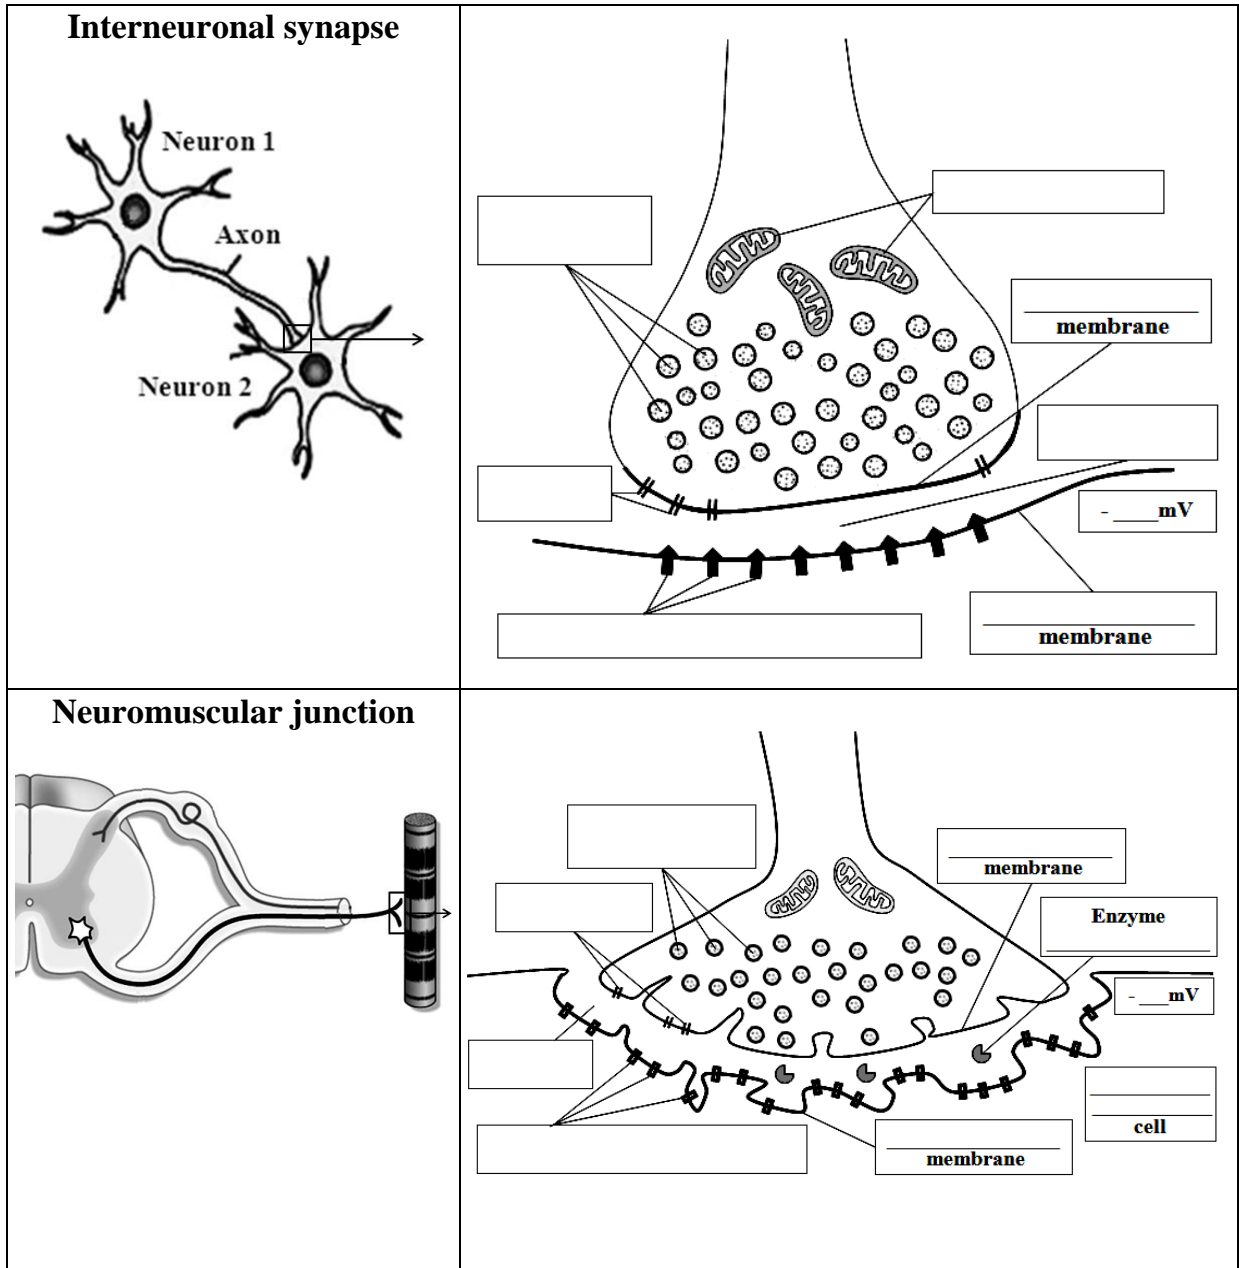 Interneuronal synapse
Neuron 1
Axon
Neuron 2
membrane
- ____mV
membrane
Neuromuscular junction
membrane
Enzyme
- ___mV
cell
membrane